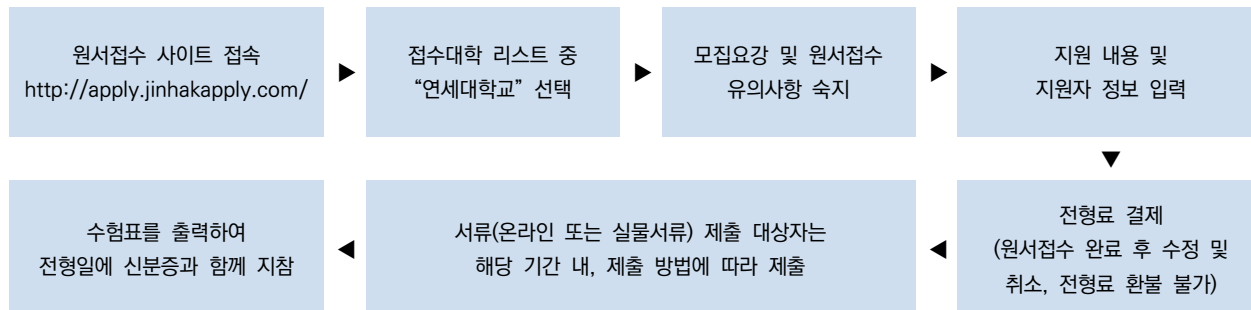 원서접수 사이트 접속
http://apply.jinhakapply.com/
접수대학 리스트 중
“연세대학교” 선택
모집요강 및 원서접수
유의사항 숙지
지원 내용 및
지원자 정보 입력
전형료 결제
(원서접수 완료 후 수정 및
취소, 전형료 환불 불가)
서류(온라인 또는 실물서류) 제출 대상자는
해당 기간 내, 제출 방법에 따라 제출
수험표를 출력하여
전형일에 신분증과 함께 지참